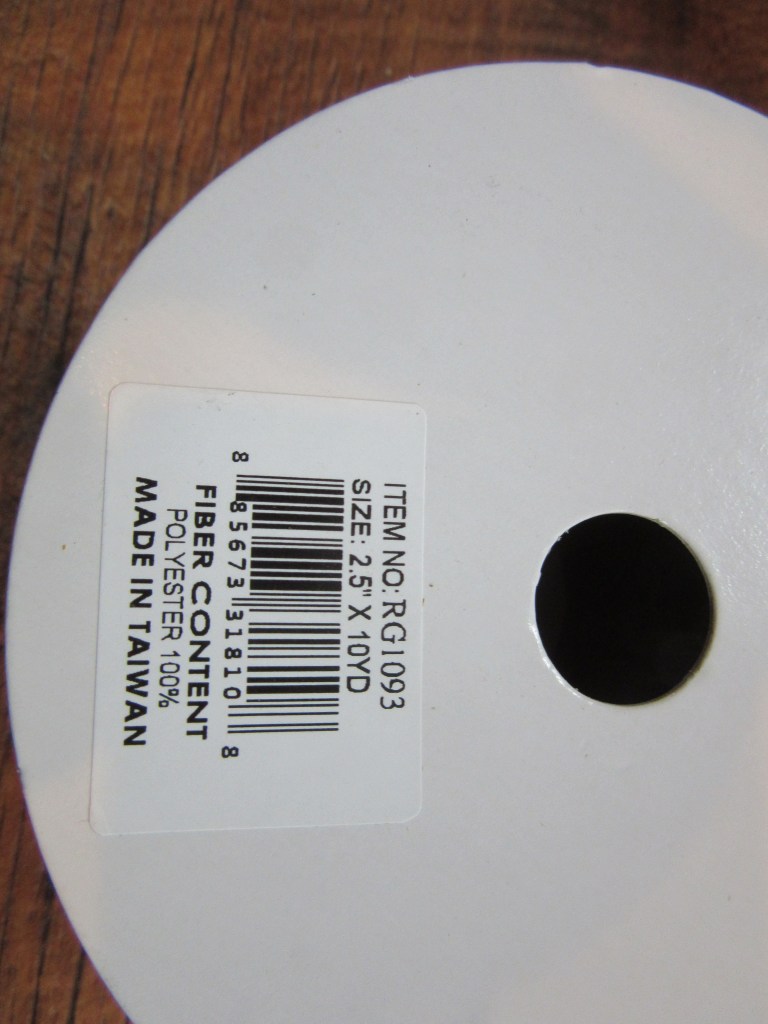 ITEM NO: RG1093
SIZE: 2.5" X 10YD
8 85673 31810 8
FIBER CONTENT
POLYESTER 100%
MADE IN TAIWAN